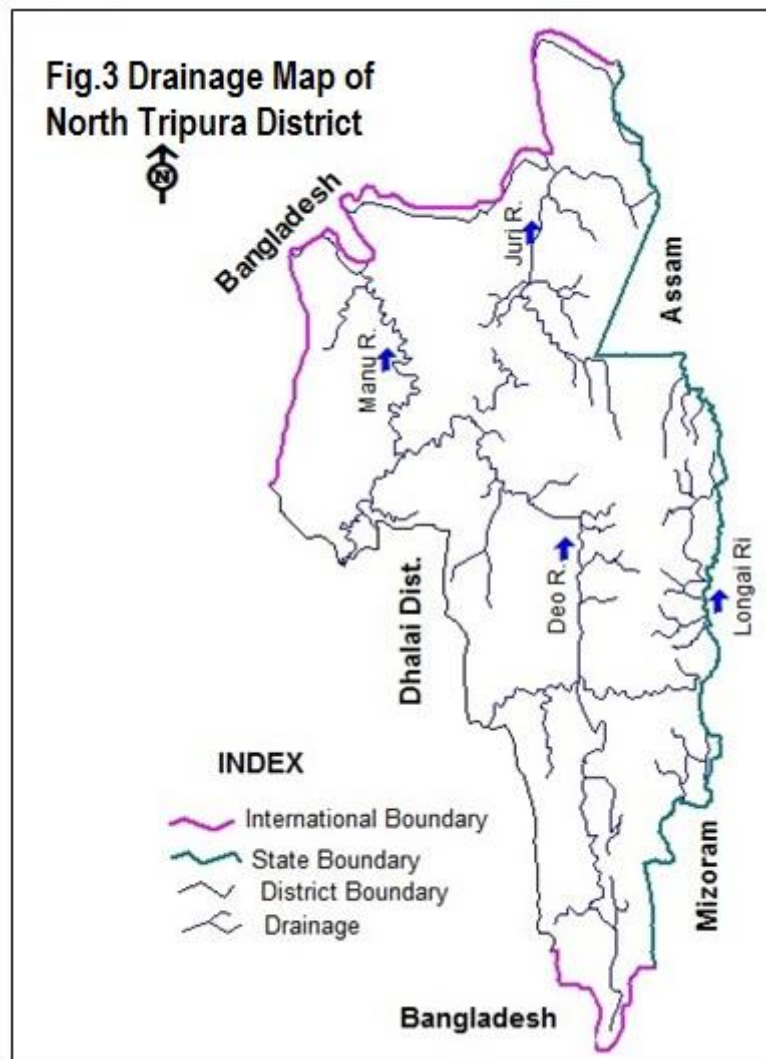 Fig.3 Drainage Map of
North Tripura District
N
Bangladesh
Juri R.
Assam
Manu R.
Dhalai Dist.
Deo R.
Longai Ri
INDEX
International Boundary
State Boundary
District Boundary
Drainage
Mizoram
Bangladesh